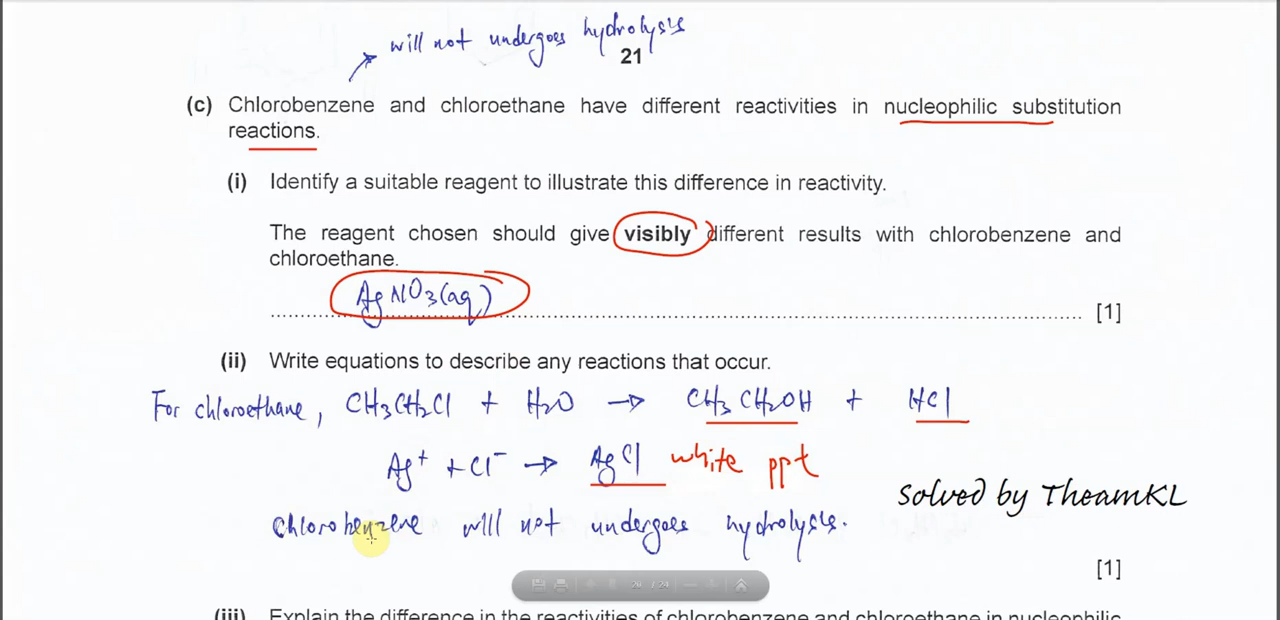 will not undergoes hydrolysis
21
(c) Chlorobenzene and chloroethane have different reactivities in nucleophilic substitution
reactions.
(i) Identify a suitable reagent to illustrate this difference in reactivity.
The reagent chosen should give visibly different results with chlorobenzene and
chloroethane.
AgNO3(aq)
[1]
(ii) Write equations to describe any reactions that occur.
For chloroethane, CH3CH2Cl + H2O → CH3CH2OH + HCl
Ag+ + Cl- → AgCl white ppt
Solved by TheamKL
Chlorobenzene will not undergoes hydrolysis.
[1]
(iii) Explain the difference in the reactivities of chlorobenzene and chloroethane in nucleophilic